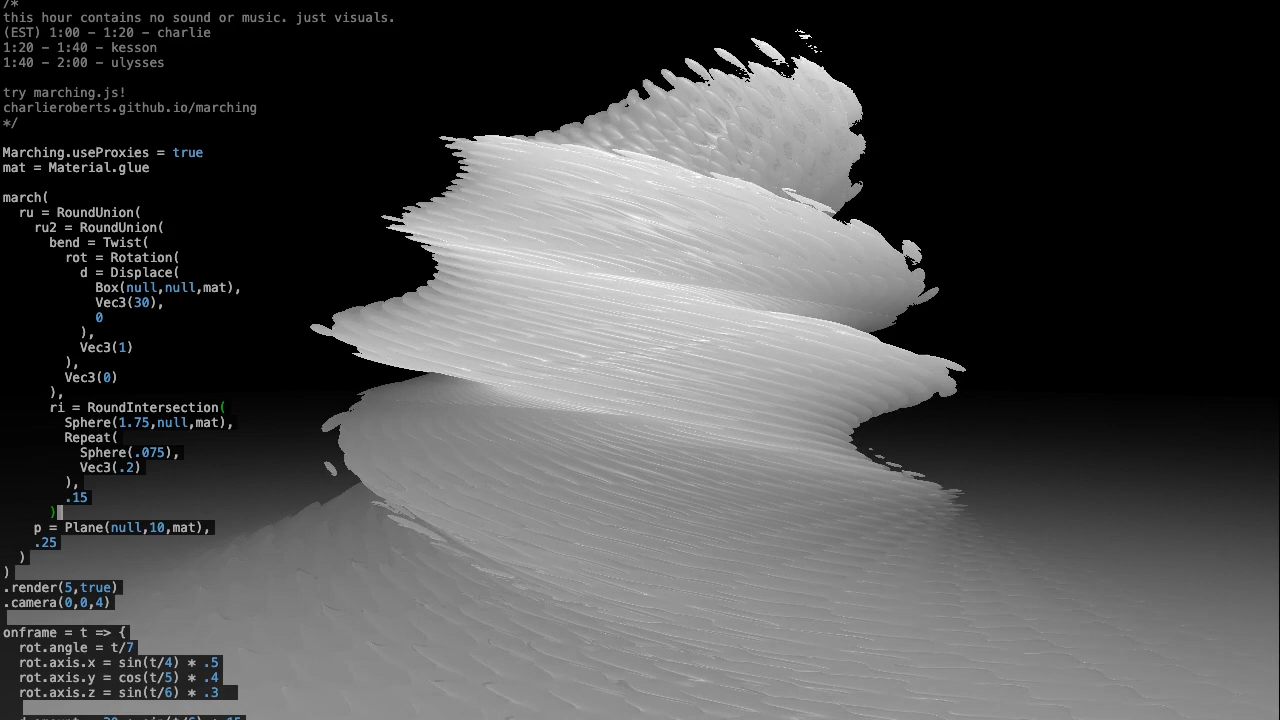 /*
this hour contains no sound or music. just visuals.
(EST) 1:00 - 1:20 - charlie
1:20 - 1:40 - kesson
1:40 - 2:00 - ulysses
try marching.js!
charlieroberts.github.io/marching
*/
Marching.useProxies = true
mat = Material.glue
march(
ru = RoundUnion(
ru2 = RoundUnion(
bend = Twist(
rot = Rotation(
d = Displace(
Box(null,null,mat),
Vec3(30),
0
),
Vec3(1)
),
Vec3(0)
),
ri = RoundIntersection(
Sphere(1.75,null,mat),
Repeat(
Sphere(.075),
Vec3(.2)
),
.15
)
p = Plane(null,10,mat),
.25
)
)
.render(5,true)
.camera(0,0,4)
onframe = t => {
rot.angle = t/7
rot.axis.x = sin(t/4) * .5
rot.axis.y = cos(t/5) * .4
rot.axis.z = sin(t/6) * .3